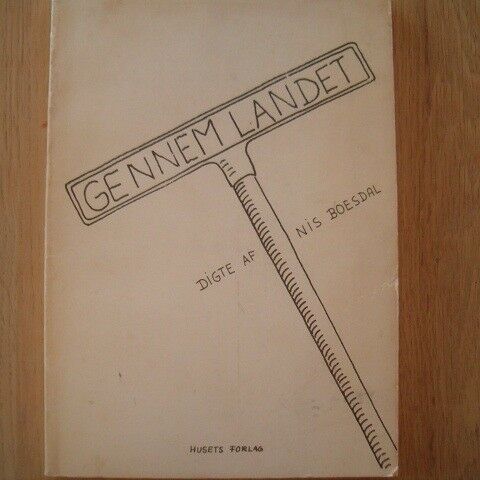 GENNEM LANDET
DiGTE AF NiS BOESDAL
HUSETS FORLAG